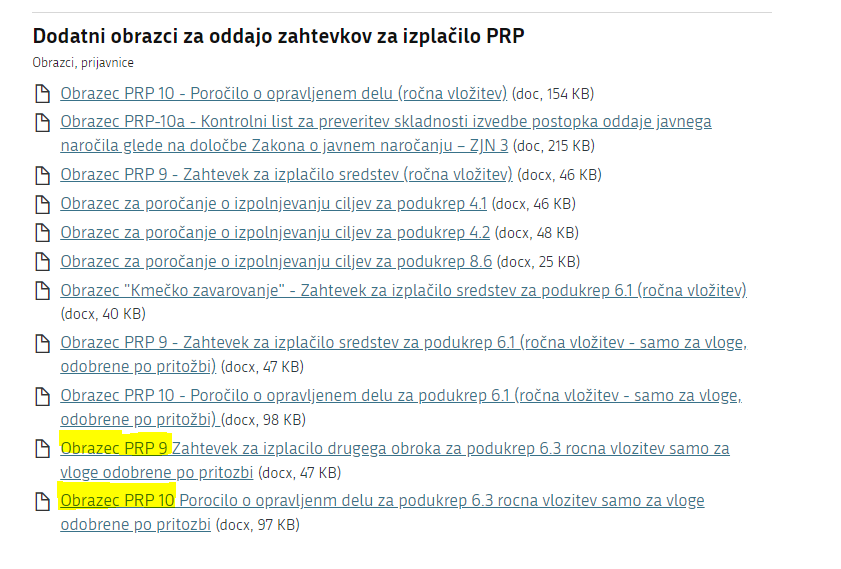 Dodatni obrazci za oddajo zahtevkov za izplačilo PRP
Obrazci, prijavnice
Obrazec PRP 10 - Poročilo o opravljenem delu (ročna vložitev) (doc, 154 KB)
Obrazec PRP-10a - Kontrolni list za preveritev skladnosti izvedbe postopka oddaje javnega
naročila glede na določbe Zakona o javnem naročanju – ZJN 3 (doc, 215 KB)
Obrazec PRP 9 - Zahtevek za izplačilo sredstev (ročna vložitev) (docx, 46 KB)
Obrazec za poročanje o izpolnjevanju ciljev za podukrep 4.1 (docx, 46 KB)
Obrazec za poročanje o izpolnjevanju ciljev za podukrep 4.2 (docx, 48 KB)
Obrazec za poročanje o izpolnjevanju ciljev za podukrep 8.6 (docx, 25 KB)
Obrazec "Kmečko zavarovanje" - Zahtevek za izplačilo sredstev za podukrep 6.1 (ročna vložitev)
(docx, 40 KB)
Obrazec PRP 9 - Zahtevek za izplačilo sredstev za podukrep 6.1 (ročna vložitev - samo za vloge,
odobrene po pritožbi) (docx, 47 KB)
Obrazec PRP 10 - Poročilo o opravljenem delu za podukrep 6.1 (ročna vložitev - samo za vloge,
odobrene po pritožbi) (docx, 98 KB)
Obrazec PRP 9 Zahtevek za izplacilo drugega obroka za podukrep 6.3 rocna vlozitev samo za
vloge odobrene po pritozbi (docx, 47 KB)
Obrazec PRP 10 Porocilo o opravljenm delu za podukrep 6.3 rocna vlozitev samo za vloge
odobrene po pritozbi (docx, 97 KB)